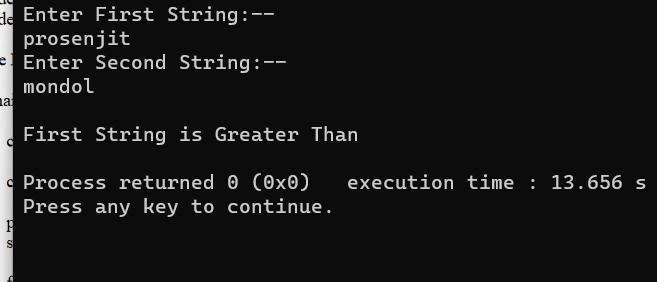 Enter First String:--
prosenjit
Enter Second String:--
mondol
First String is Greater Than
Process returned 0 (0x0)   execution time : 13.656 s
Press any key to continue.